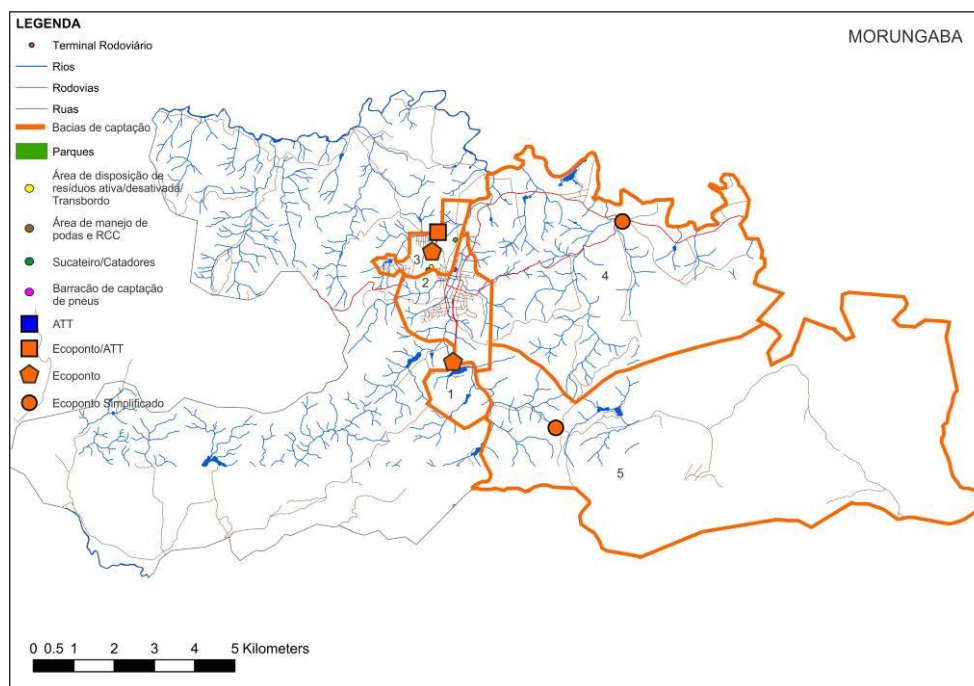 LEGENDA
Terminal Rodoviário
Rios
Rodovias
Ruas
Bacias de captação
Parques
Área de disposição de
resíduos ativa/desativada/
Transbordo
Área de manejo de
podas e RCC
Sucateiro/Catadores
Barracão de captação
de pneus
ATT
Ecoponto/ATT
Ecoponto
Ecoponto Simplificado
MORUNGABA
3
2
4
1
5
0 0.5 1 2 3 4 5 Kilometers